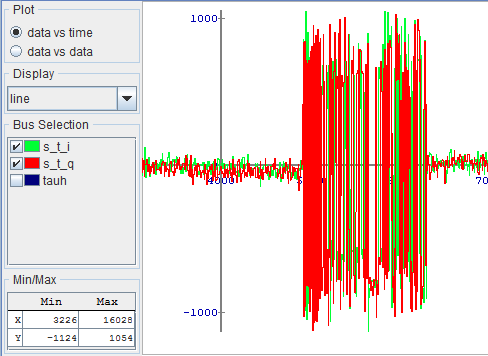 Plot
data vs time
data vs data
Display
line
Bus Selection
s_t_i
s_t_q
tauh
Min/Max
Min Max
X 3226 16028
Y -1124 1054
1000
-1000
70